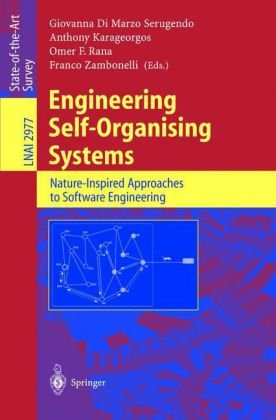 Giovanna Di Marzo Serugendo
Anthony Karageorgos
Omer F. Rana
Franco Zambonelli (Eds.)
State-of-the-Art
Survey
LNAI 2977
Engineering
Self-Organising
Systems
Nature-Inspired Approaches
to Software Engineering
Springer